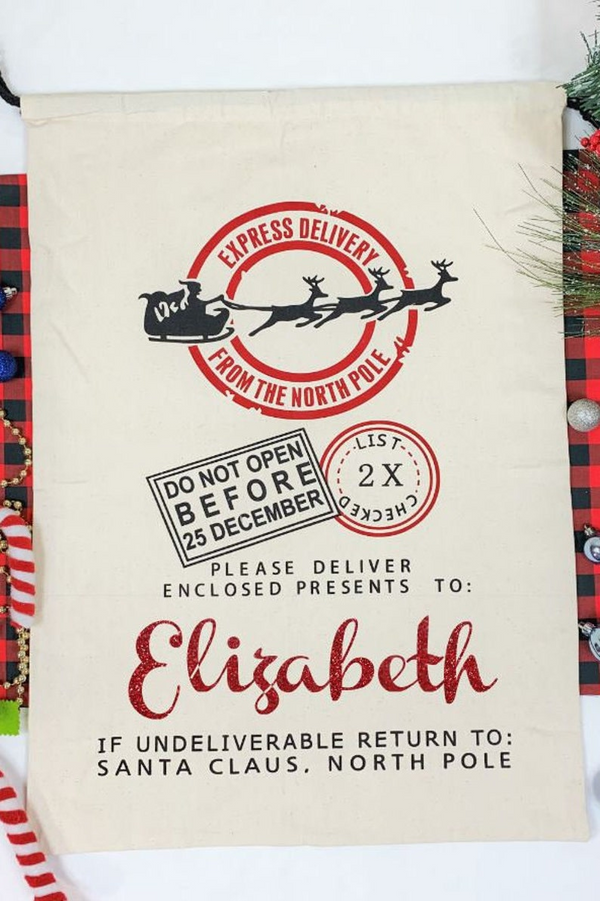 EXPRESS DELIVERY
FROM THE NORTH POLE
DO NOT OPEN
BEFORE
25 DECEMBER
LIST
2X
CHECKED
PLEASE DELIVER
ENCLOSED PRESENTS TO:
Elizabeth
IF UNDELIVERABLE RETURN TO:
SANTA CLAUS, NORTH POLE